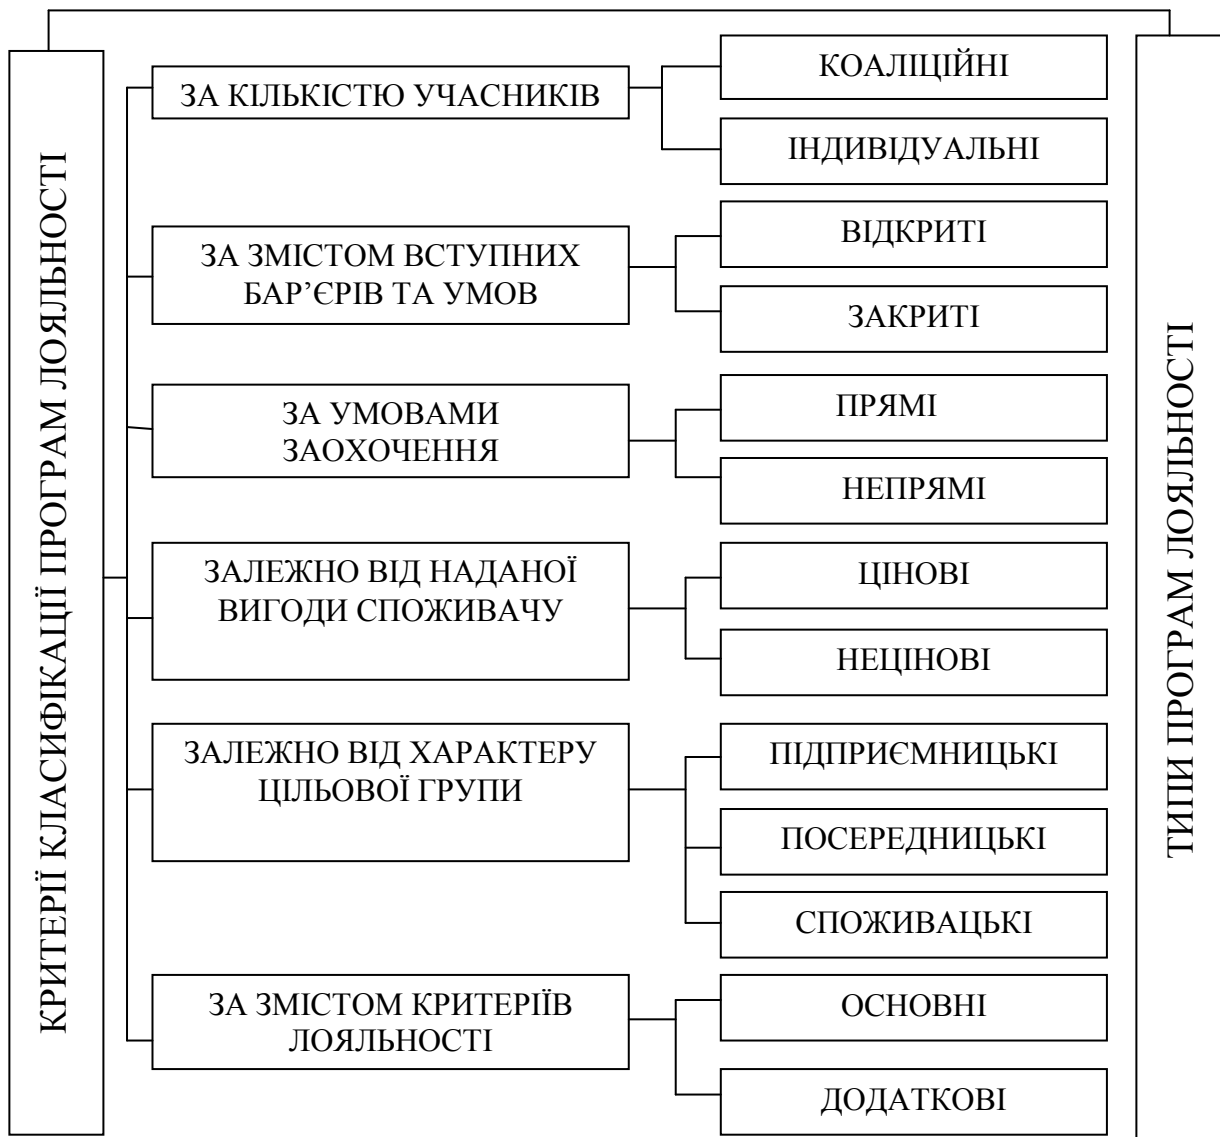 КРИТЕРІЇ КЛАСИФІКАЦІЇ ПРОГРАМ ЛОЯЛЬНОСТІ
ЗА КІЛЬКІСТЮ УЧАСНИКІВ
КОАЛІЦІЙНІ
ІНДИВІДУАЛЬНІ
ЗА ЗМІСТОМ ВСТУПНИХ
БАР’ЄРІВ ТА УМОВ
ВІДКРИТІ
ЗАКРИТІ
ЗА УМОВАМИ
ЗАОХОЧЕННЯ
ПРЯМІ
НЕПРЯМІ
ЗАЛЕЖНО ВІД НАДАНОЇ
ВИГОДИ СПОЖИВАЧУ
ЦІНОВІ
НЕЦІНОВІ
ЗАЛЕЖНО ВІД ХАРАКТЕРУ
ЦІЛЬОВОЇ ГРУПИ
ПІДПРИЄМНИЦЬКІ
ПОСЕРЕДНИЦЬКІ
СПОЖИВАЦЬКІ
ЗА ЗМІСТОМ КРИТЕРІЇВ
ЛОЯЛЬНОСТІ
ОСНОВНІ
ДОДАТКОВІ
ТИПИ ПРОГРАМ ЛОЯЛЬНОСТІ